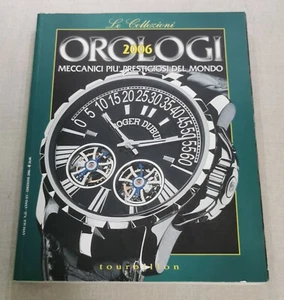 Le Collezioni
OROLOGI
2006
MECCANICI PIU' PRESTIGIOSI DEL MONDO
0 5 10 15 20 25 30 35 40 45 50 55 60
ROGER DUBUIS
tourbillon